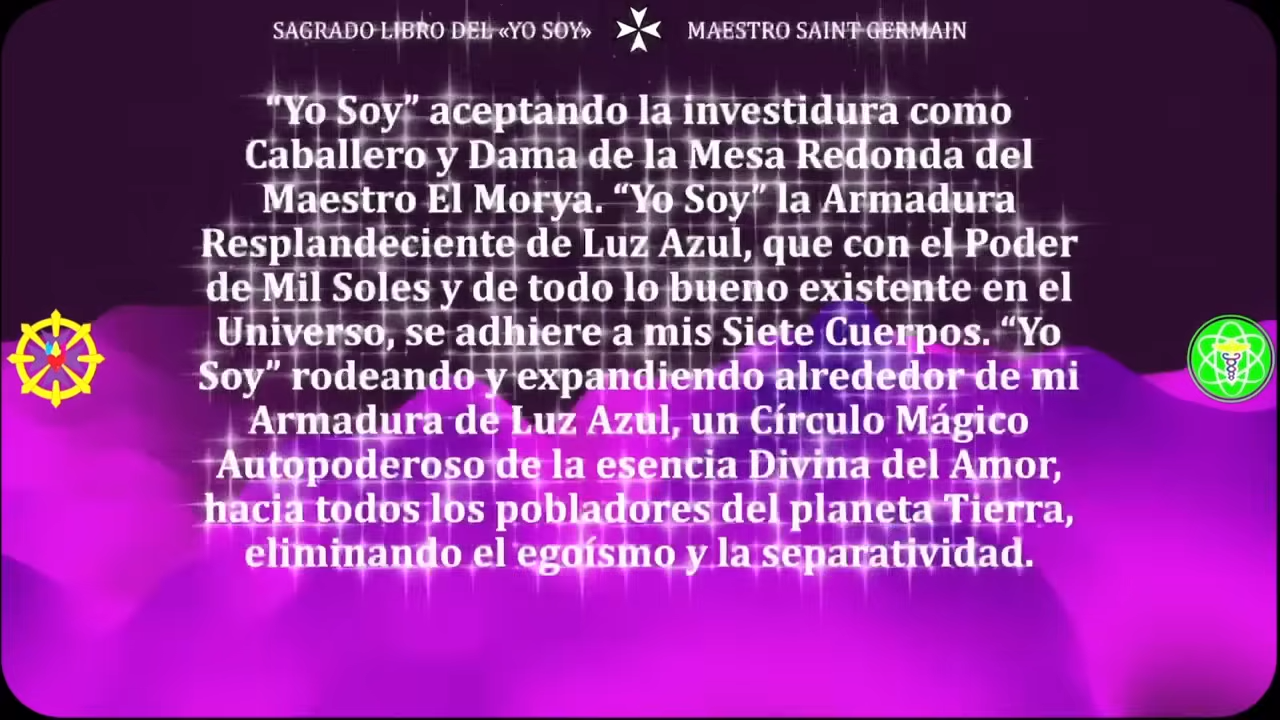 SAGRADO LIBRO DEL «YO SOY» MAESTRO SAINT GERMAIN
“Yo Soy” aceptando la investidura como
Caballero y Dama de la Mesa Redonda del
Maestro El Morya. “Yo Soy” la Armadura
Resplandeciente de Luz Azul, que con el Poder
de Mil Soles y de todo lo bueno existente en el
Universo, se adhiere a mis Siete Cuerpos. “Yo
Soy” rodeando y expandiendo alrededor de mi
Armadura de Luz Azul, un Círculo Mágico
Autopoderoso de la esencia Divina del Amor,
hacia todos los pobladores del planeta Tierra,
eliminando el egoísmo y la separatividad.